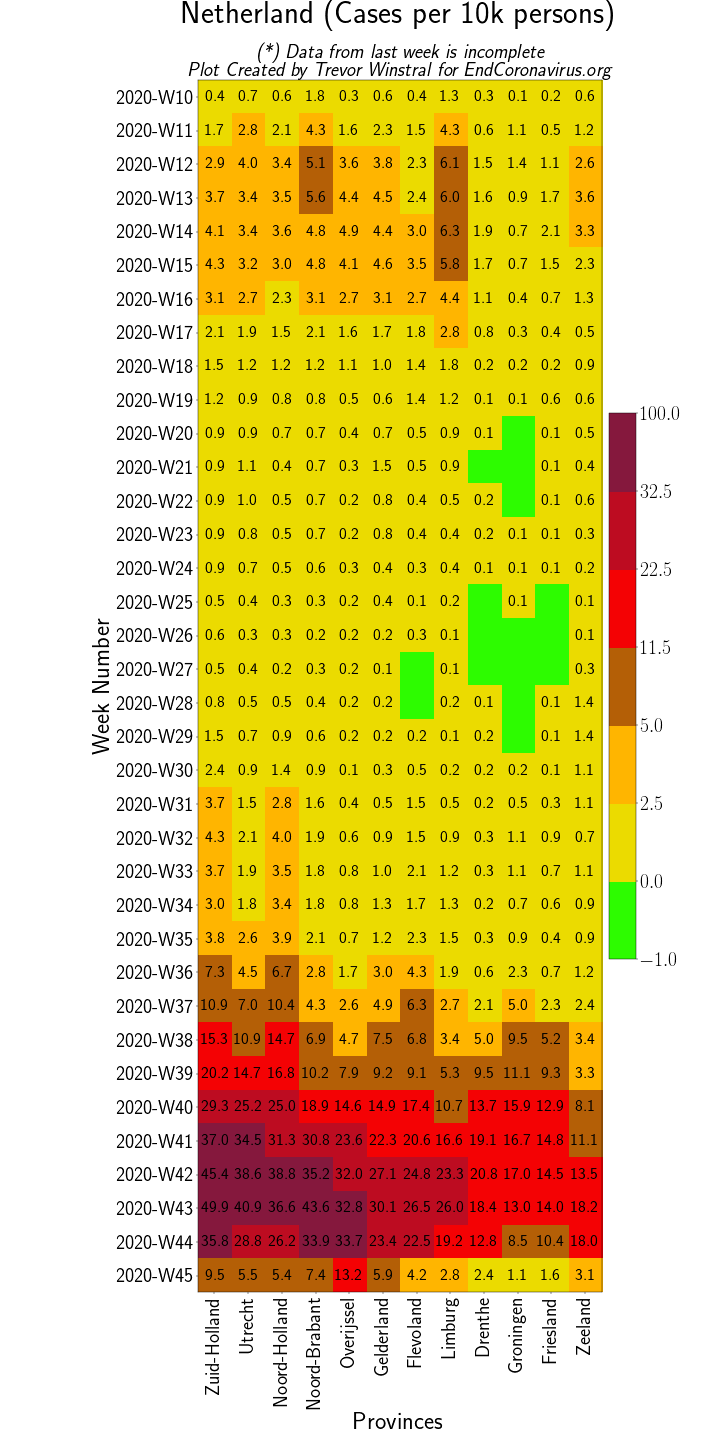 Netherland (Cases per 10k persons)
(*) Data from last week is incomplete
Plot Created by Trevor Winstral for EndCoronavirus.org
2020-W10 0.4 0.7 0.6 1.8 0.3 0.6 0.4 1.3 0.3 0.1 0.2 0.6
2020-W11 1.7 2.8 2.1 4.3 1.6 2.3 1.5 4.3 0.6 1.1 0.5 1.2
2020-W12 2.9 4.0 3.4 5.1 3.6 3.8 2.3 6.1 1.5 1.4 1.1 2.6
2020-W13 3.7 3.4 3.5 5.6 4.4 4.5 2.4 6.0 1.6 0.9 1.7 3.6
2020-W14 4.1 3.4 3.6 4.8 4.9 4.4 3.0 6.3 1.9 0.7 2.1 3.3
2020-W15 4.3 3.2 3.0 4.8 4.1 4.6 3.5 5.8 1.7 0.7 1.5 2.3
2020-W16 3.1 2.7 2.3 3.1 2.7 3.1 2.7 4.4 1.1 0.4 0.7 1.3
2020-W17 2.1 1.9 1.5 2.1 1.6 1.7 1.8 2.8 0.8 0.3 0.4 0.5
2020-W18 1.5 1.2 1.2 1.2 1.1 1.0 1.4 1.8 0.2 0.2 0.2 0.9
2020-W19 1.2 0.9 0.8 0.8 0.5 0.6 1.4 1.2 0.1 0.1 0.6 0.6
2020-W20 0.9 0.9 0.7 0.7 0.4 0.7 0.5 0.9 0.1 0.1 0.5
2020-W21 0.9 1.1 0.4 0.7 0.3 1.5 0.5 0.9 0.1 0.4
2020-W22 0.9 1.0 0.5 0.7 0.2 0.8 0.4 0.5 0.2 0.1 0.6
2020-W23 0.9 0.8 0.5 0.7 0.2 0.8 0.4 0.4 0.2 0.1 0.1 0.3
2020-W24 0.9 0.7 0.5 0.6 0.3 0.4 0.3 0.4 0.1 0.1 0.1 0.2
2020-W25 0.5 0.4 0.3 0.3 0.2 0.4 0.1 0.2 0.1 0.1
2020-W26 0.6 0.3 0.3 0.2 0.2 0.2 0.3 0.1 0.1
2020-W27 0.5 0.4 0.2 0.3 0.2 0.1 0.1 0.3
2020-W28 0.8 0.5 0.5 0.4 0.2 0.2 0.2 0.1 0.1 1.4
2020-W29 1.5 0.7 0.9 0.6 0.2 0.2 0.2 0.1 0.2 0.1 1.4
2020-W30 2.4 0.9 1.4 0.9 0.1 0.3 0.5 0.2 0.2 0.2 0.1 1.1
2020-W31 3.7 1.5 2.8 1.6 0.4 0.5 1.5 0.5 0.2 0.5 0.3 1.1
2020-W32 4.3 2.1 4.0 1.9 0.6 0.9 1.5 0.9 0.3 1.1 0.9 0.7
2020-W33 3.7 1.9 3.5 1.8 0.8 1.0 2.1 1.2 0.3 1.1 0.7 1.1
2020-W34 3.0 1.8 3.4 1.8 0.8 1.3 1.7 1.3 0.2 0.7 0.6 0.9
2020-W35 3.8 2.6 3.9 2.1 0.7 1.2 2.3 1.5 0.3 0.9 0.4 0.9
2020-W36 7.3 4.5 6.7 2.8 1.7 3.0 4.3 1.9 0.6 2.3 0.7 1.2
2020-W37 10.9 7.0 10.4 4.3 2.6 4.9 6.3 2.7 2.1 5.0 2.3 2.4
2020-W38 15.3 10.9 14.7 6.9 4.7 7.5 6.8 3.4 5.0 9.5 5.2 3.4
2020-W39 20.2 14.7 16.8 10.2 7.9 9.2 9.1 5.3 9.5 11.1 9.3 3.3
2020-W40 29.3 25.2 25.0 18.9 14.6 14.9 17.4 10.7 13.7 15.9 12.9 8.1
2020-W41 37.0 34.5 31.3 30.8 23.6 22.3 20.6 16.6 19.1 16.7 14.8 11.1
2020-W42 45.4 38.6 38.8 35.2 32.0 27.1 24.8 23.3 20.8 17.0 14.5 13.5
2020-W43 49.9 40.9 36.6 43.6 32.8 30.1 26.5 26.0 18.4 13.0 14.0 18.2
2020-W44 35.8 28.8 26.2 33.9 33.7 23.4 22.5 19.2 12.8 8.5 10.4 18.0
2020-W45 9.5 5.5 5.4 7.4 13.2 5.9 4.2 2.8 2.4 1.1 1.6 3.1
Week Number
Zuid-Holland
Utrecht
Noord-Holland
Noord-Brabant
Overijssel
Gelderland
Flevoland
Limburg
Drenthe
Groningen
Friesland
Zeeland
Provinces
100.0
32.5
22.5
11.5
5.0
2.5
0.0
−1.0